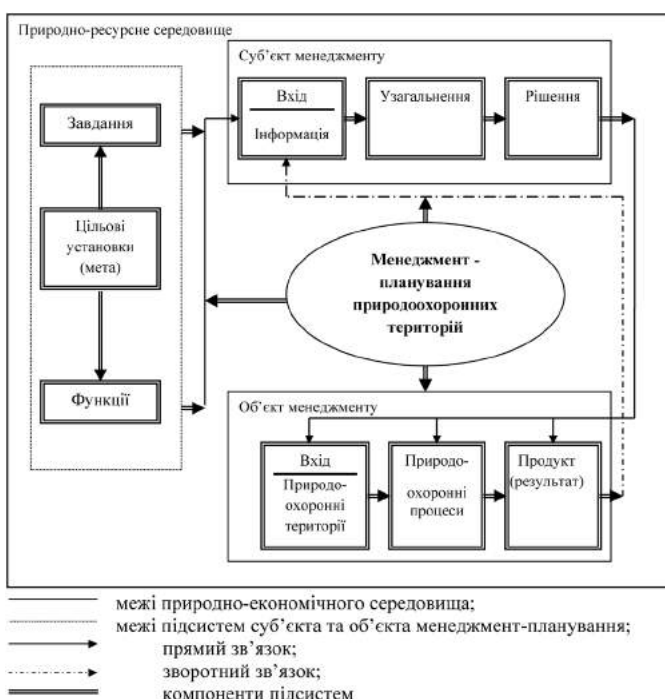 Природно-ресурсне середовище
Суб’єкт менеджменту
Вхід
Інформація
Узагальнення
Рішення
Завдання
Цільові
установки
(мета)
Функції
Менеджмент -
планування
природоохоронних
територій
Об’єкт менеджменту
Вхід
Природо-
охоронні
території
Природо-
охоронні
процеси
Продукт
(результат)
межі природно-економічного середовища;
межі підсистем суб’єкта та об’єкта менеджмент-планування;
прямий зв’язок;
зворотний зв’язок;
компоненти підсистем